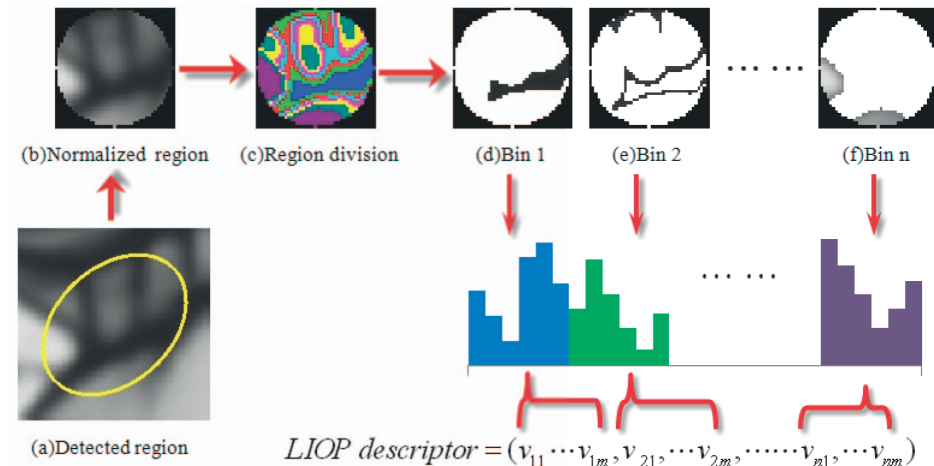 (b)Normalized region
(c)Region division
(d)Bin 1
(e)Bin 2
(f)Bin n
... ...
... ...
(a)Detected region
LIOP descriptor = (v₁₁ ···v₁ₘ, v₂₁,···v₂ₘ,······vₙ₁,···vₙₘ)